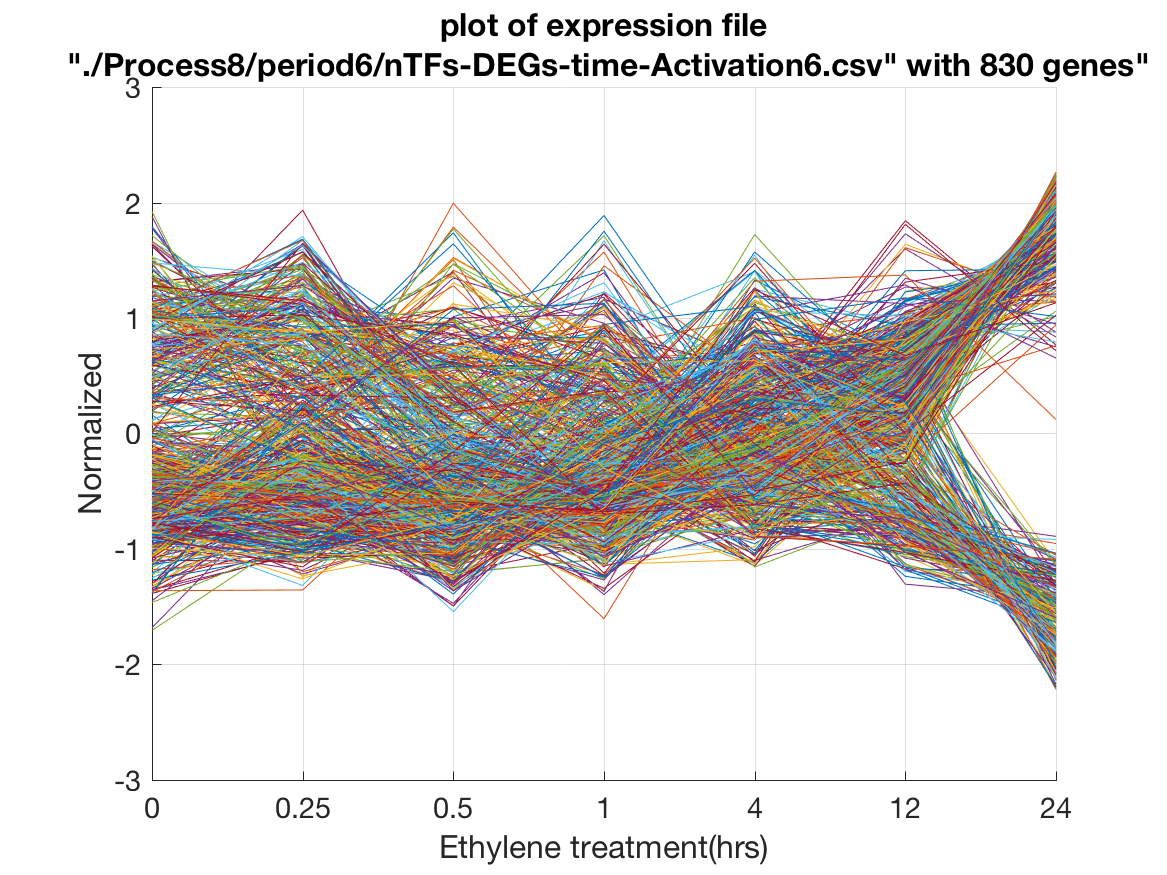 plot of expression file
"./Process8/period6/nTFs-DEGs-time-Activation6.csv" with 830 genes"
3
2
1
0
-1
-2
-3
Normalized
0 0.25 0.5 1 4 12 24
Ethylene treatment(hrs)